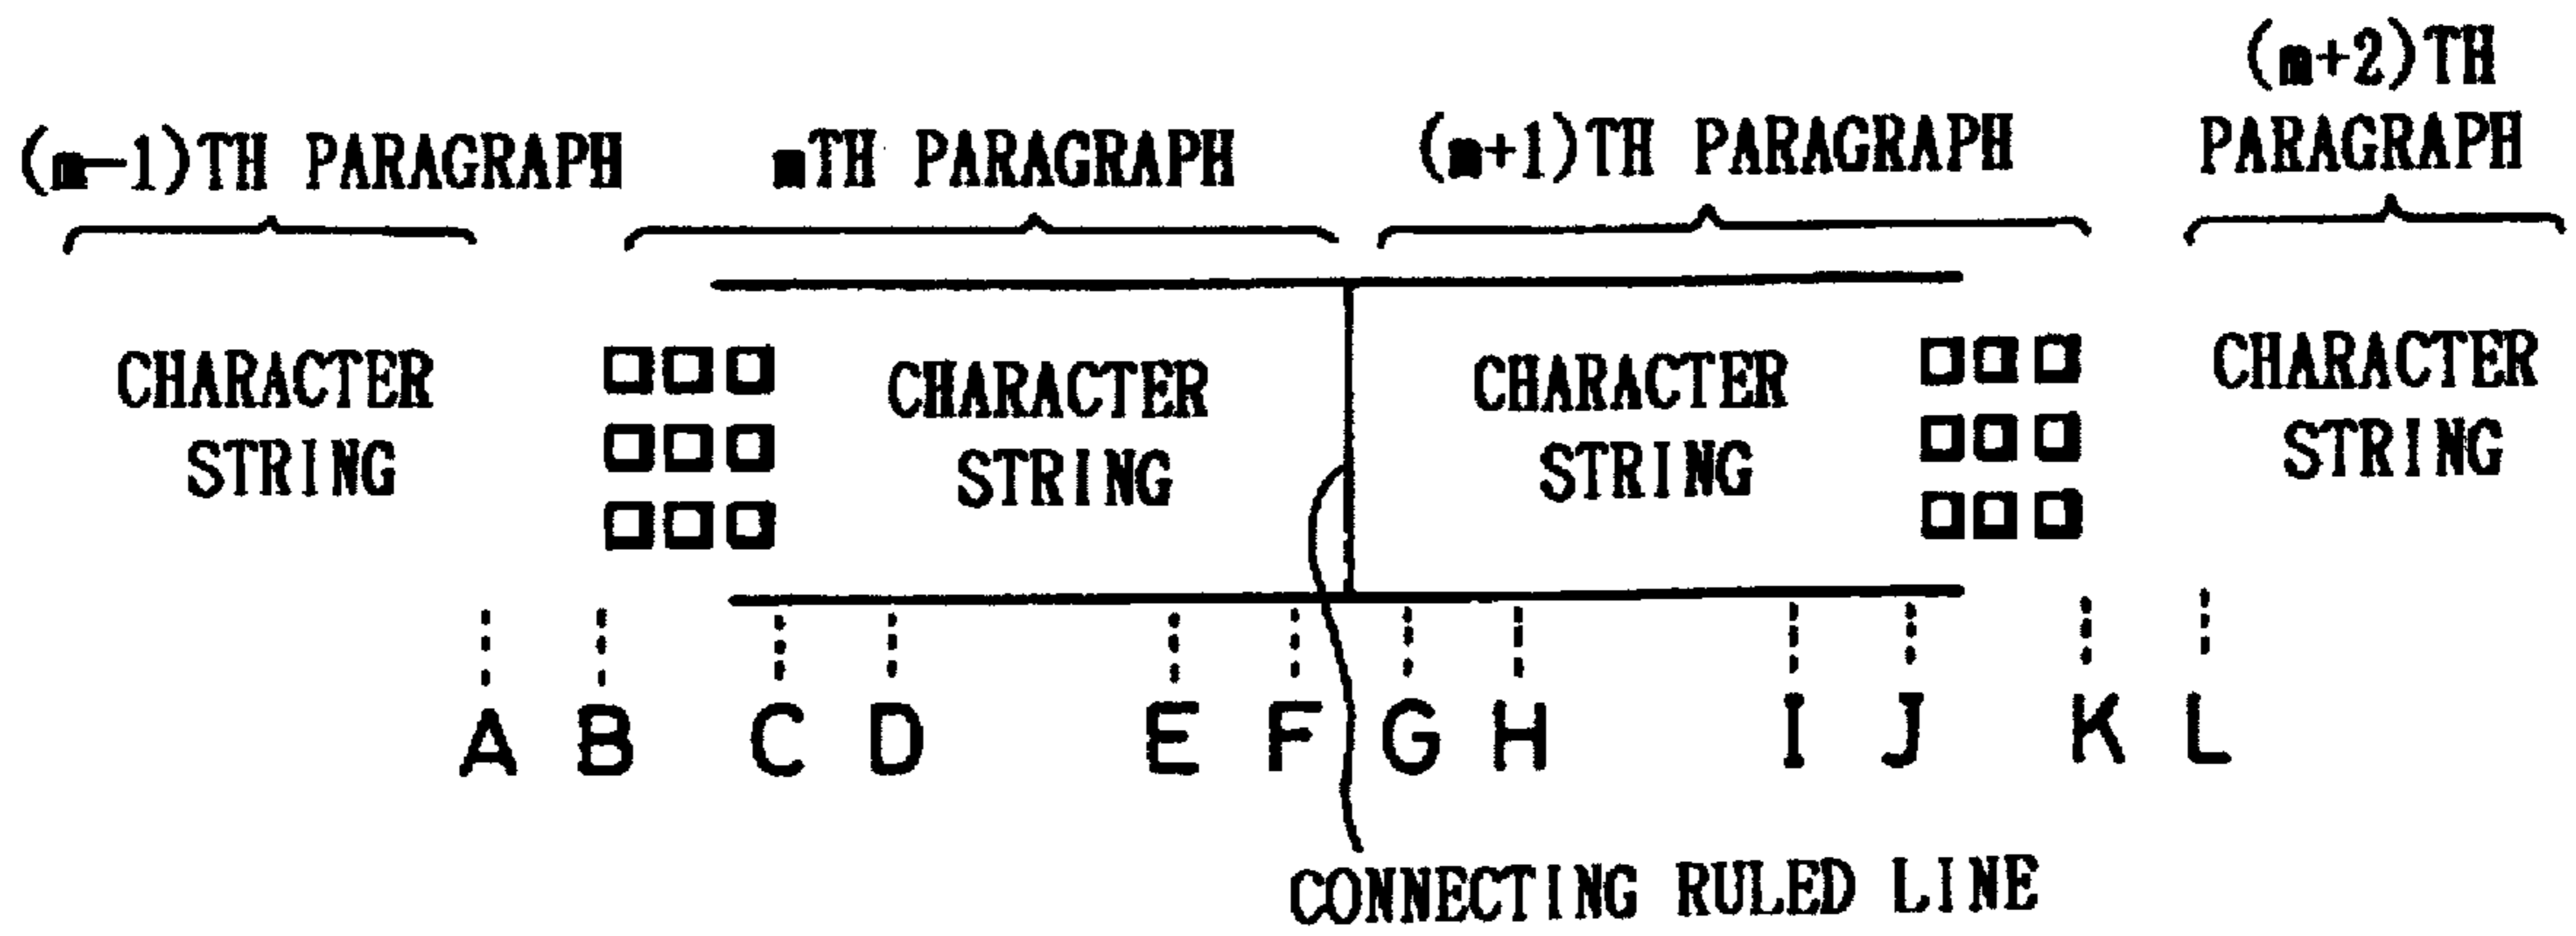 (m+2)TH
(m-1)TH PARAGRAPH mTH PARAGRAPH (m+1)TH PARAGRAPH PARAGRAPH
CHARACTER CHARACTER CHARACTER CHARACTER
STRING STRING STRING STRING
A B C D E F G H I J K L
CONNECTING RULED LINE